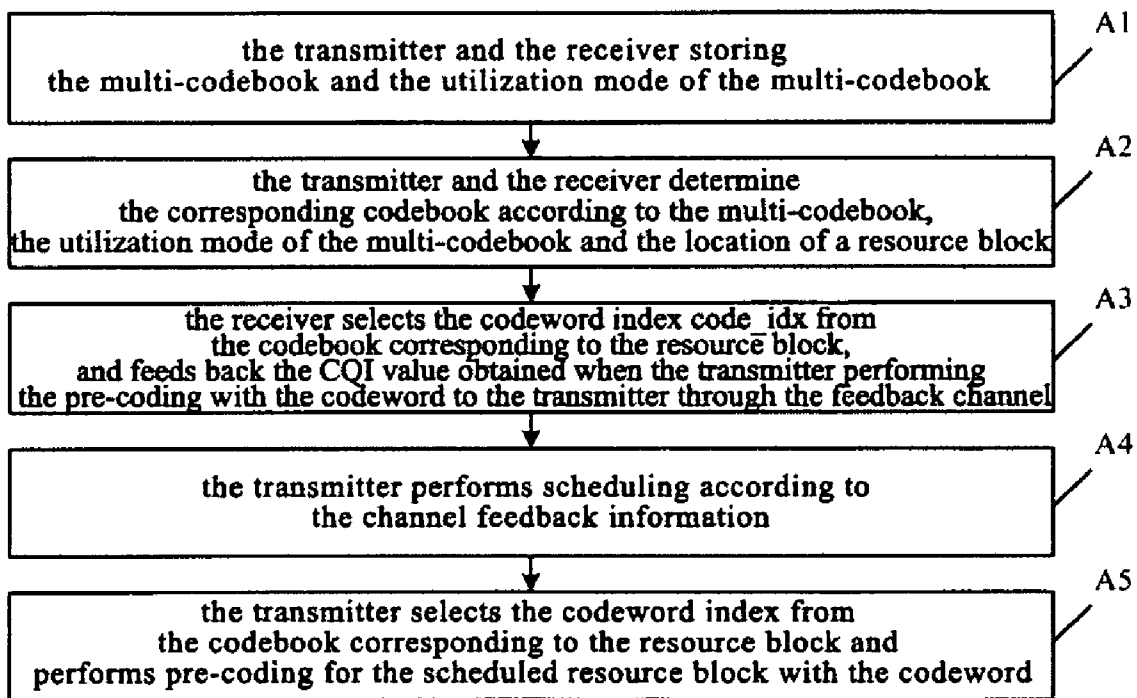 A1
the transmitter and the receiver storing
the multi-codebook and the utilization mode of the multi-codebook
A2
the transmitter and the receiver determine
the corresponding codebook according to the multi-codebook,
the utilization mode of the multi-codebook and the location of a resource block
A3
the receiver selects the codeword index code_idx from
the codebook corresponding to the resource block,
and feeds back the CQI value obtained when the transmitter performing
the pre-coding with the codeword to the transmitter through the feedback channel
A4
the transmitter performs scheduling according to
the channel feedback information
A5
the transmitter selects the codeword index from
the codebook corresponding to the resource block and
performs pre-coding for the scheduled resource block with the codeword